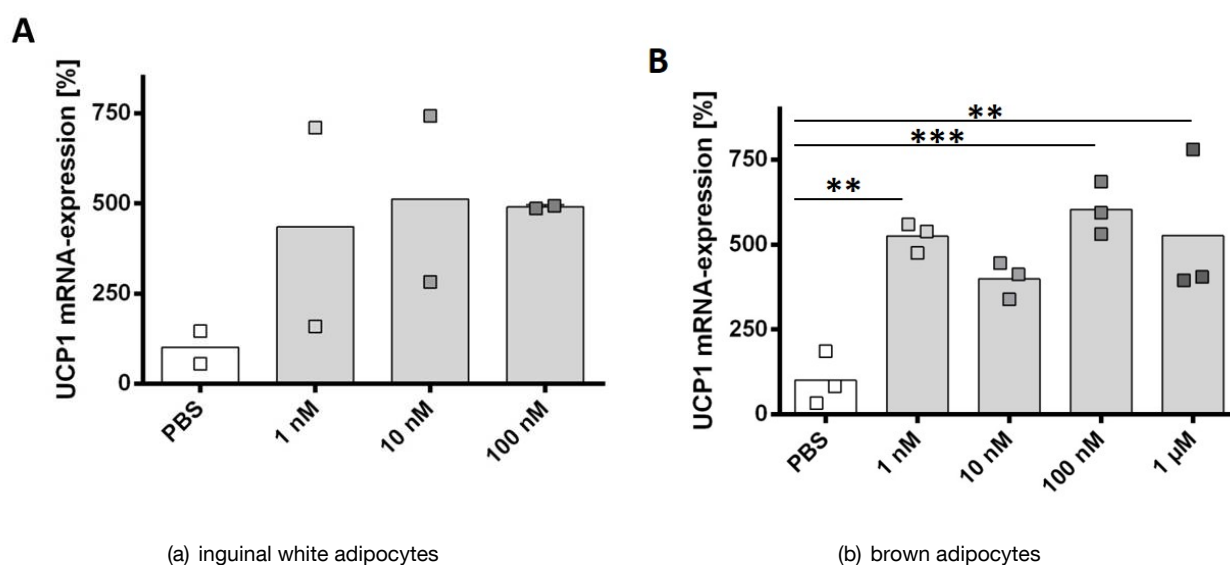 A
UCP1 mRNA-expression [%]
750
500
250
0
PBS
1 nM
10 nM
100 nM
(a) inguinal white adipocytes
B
UCP1 mRNA-expression [%]
750
500
250
0
**
***
**
PBS
1 nM
10 nM
100 nM
1 µM
(b) brown adipocytes